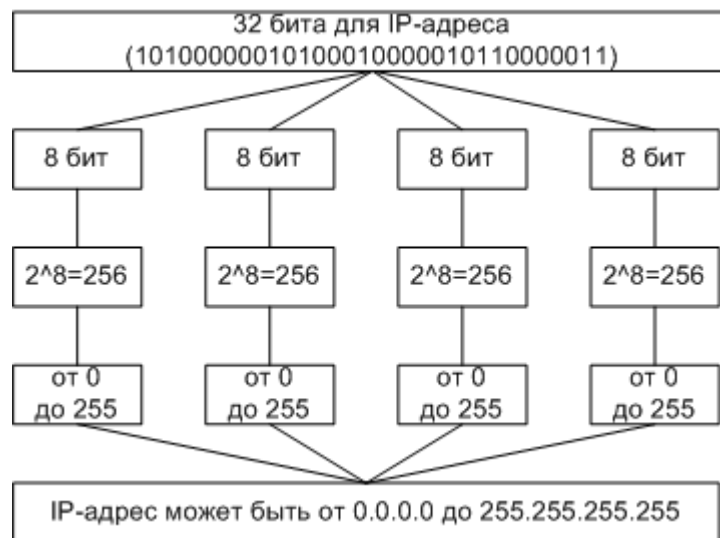 32 бита для IP-адреса
(10100000010100010000010110000011)
8 бит 8 бит 8 бит 8 бит
2^8=256 2^8=256 2^8=256 2^8=256
от 0 от 0 от 0 от 0
до 255 до 255 до 255 до 255
IP-адрес может быть от 0.0.0.0 до 255.255.255.255